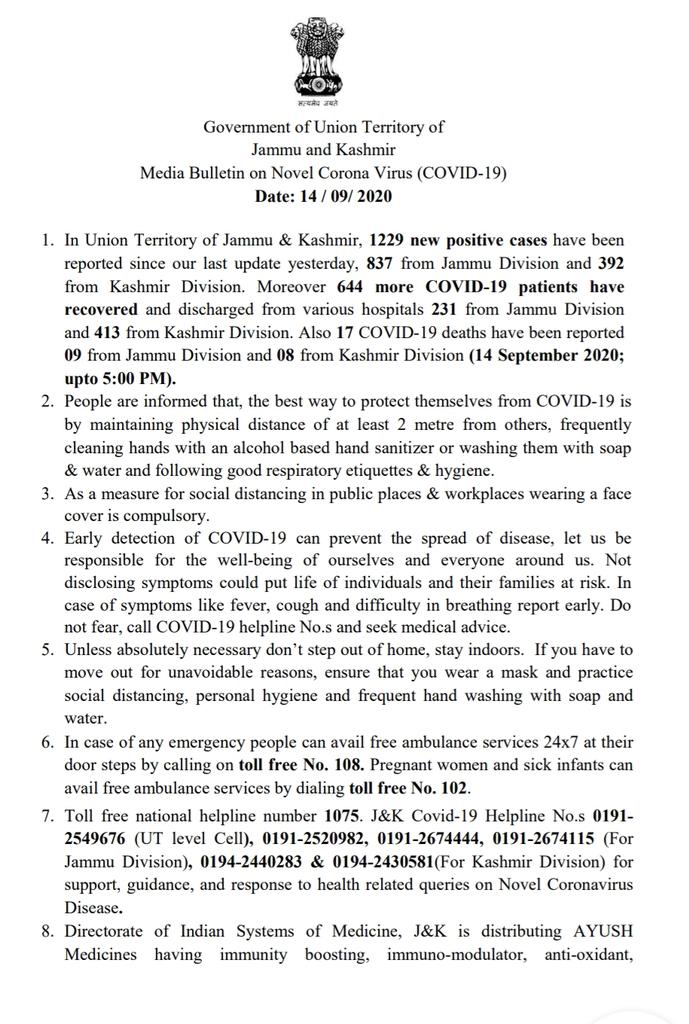 सत्यमेव जयते
Government of Union Territory of
Jammu and Kashmir
Media Bulletin on Novel Corona Virus (COVID-19)
Date: 14 / 09/ 2020
1. In Union Territory of Jammu & Kashmir, 1229 new positive cases have been
reported since our last update yesterday, 837 from Jammu Division and 392
from Kashmir Division. Moreover 644 more COVID-19 patients have
recovered and discharged from various hospitals 231 from Jammu Division
and 413 from Kashmir Division. Also 17 COVID-19 deaths have been reported
09 from Jammu Division and 08 from Kashmir Division (14 September 2020;
upto 5:00 PM).
2. People are informed that, the best way to protect themselves from COVID-19 is
by maintaining physical distance of at least 2 metre from others, frequently
cleaning hands with an alcohol based hand sanitizer or washing them with soap
& water and following good respiratory etiquettes & hygiene.
3. As a measure for social distancing in public places & workplaces wearing a face
cover is compulsory.
4. Early detection of COVID-19 can prevent the spread of disease, let us be
responsible for the well-being of ourselves and everyone around us. Not
disclosing symptoms could put life of individuals and their families at risk. In
case of symptoms like fever, cough and difficulty in breathing report early. Do
not fear, call COVID-19 helpline No.s and seek medical advice.
5. Unless absolutely necessary don't step out of home, stay indoors. If you have to
move out for unavoidable reasons, ensure that you wear a mask and practice
social distancing, personal hygiene and frequent hand washing with soap and
water.
6. In case of any emergency people can avail free ambulance services 24x7 at their
door steps by calling on toll free No. 108. Pregnant women and sick infants can
avail free ambulance services by dialing toll free No. 102.
7. Toll free national helpline number 1075. J&K Covid-19 Helpline No.s 0191-
2549676 (UT level Cell), 0191-2520982, 0191-2674444, 0191-2674115 (For
Jammu Division), 0194-2440283 & 0194-2430581(For Kashmir Division) for
support, guidance, and response to health related queries on Novel Coronavirus
Disease.
8. Directorate of Indian Systems of Medicine, J&K is distributing AYUSH
Medicines having immunity boosting, immuno-modulator, anti-oxidant,